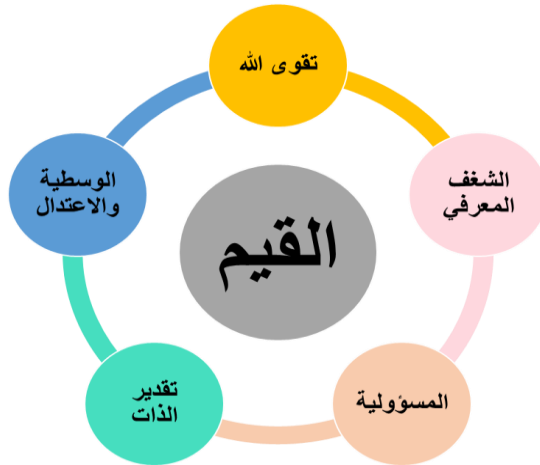 تقوى الله
الشغف
المعرفي
المسؤولية
تقدير
الذات
الوسطية
والاعتدال
القيم